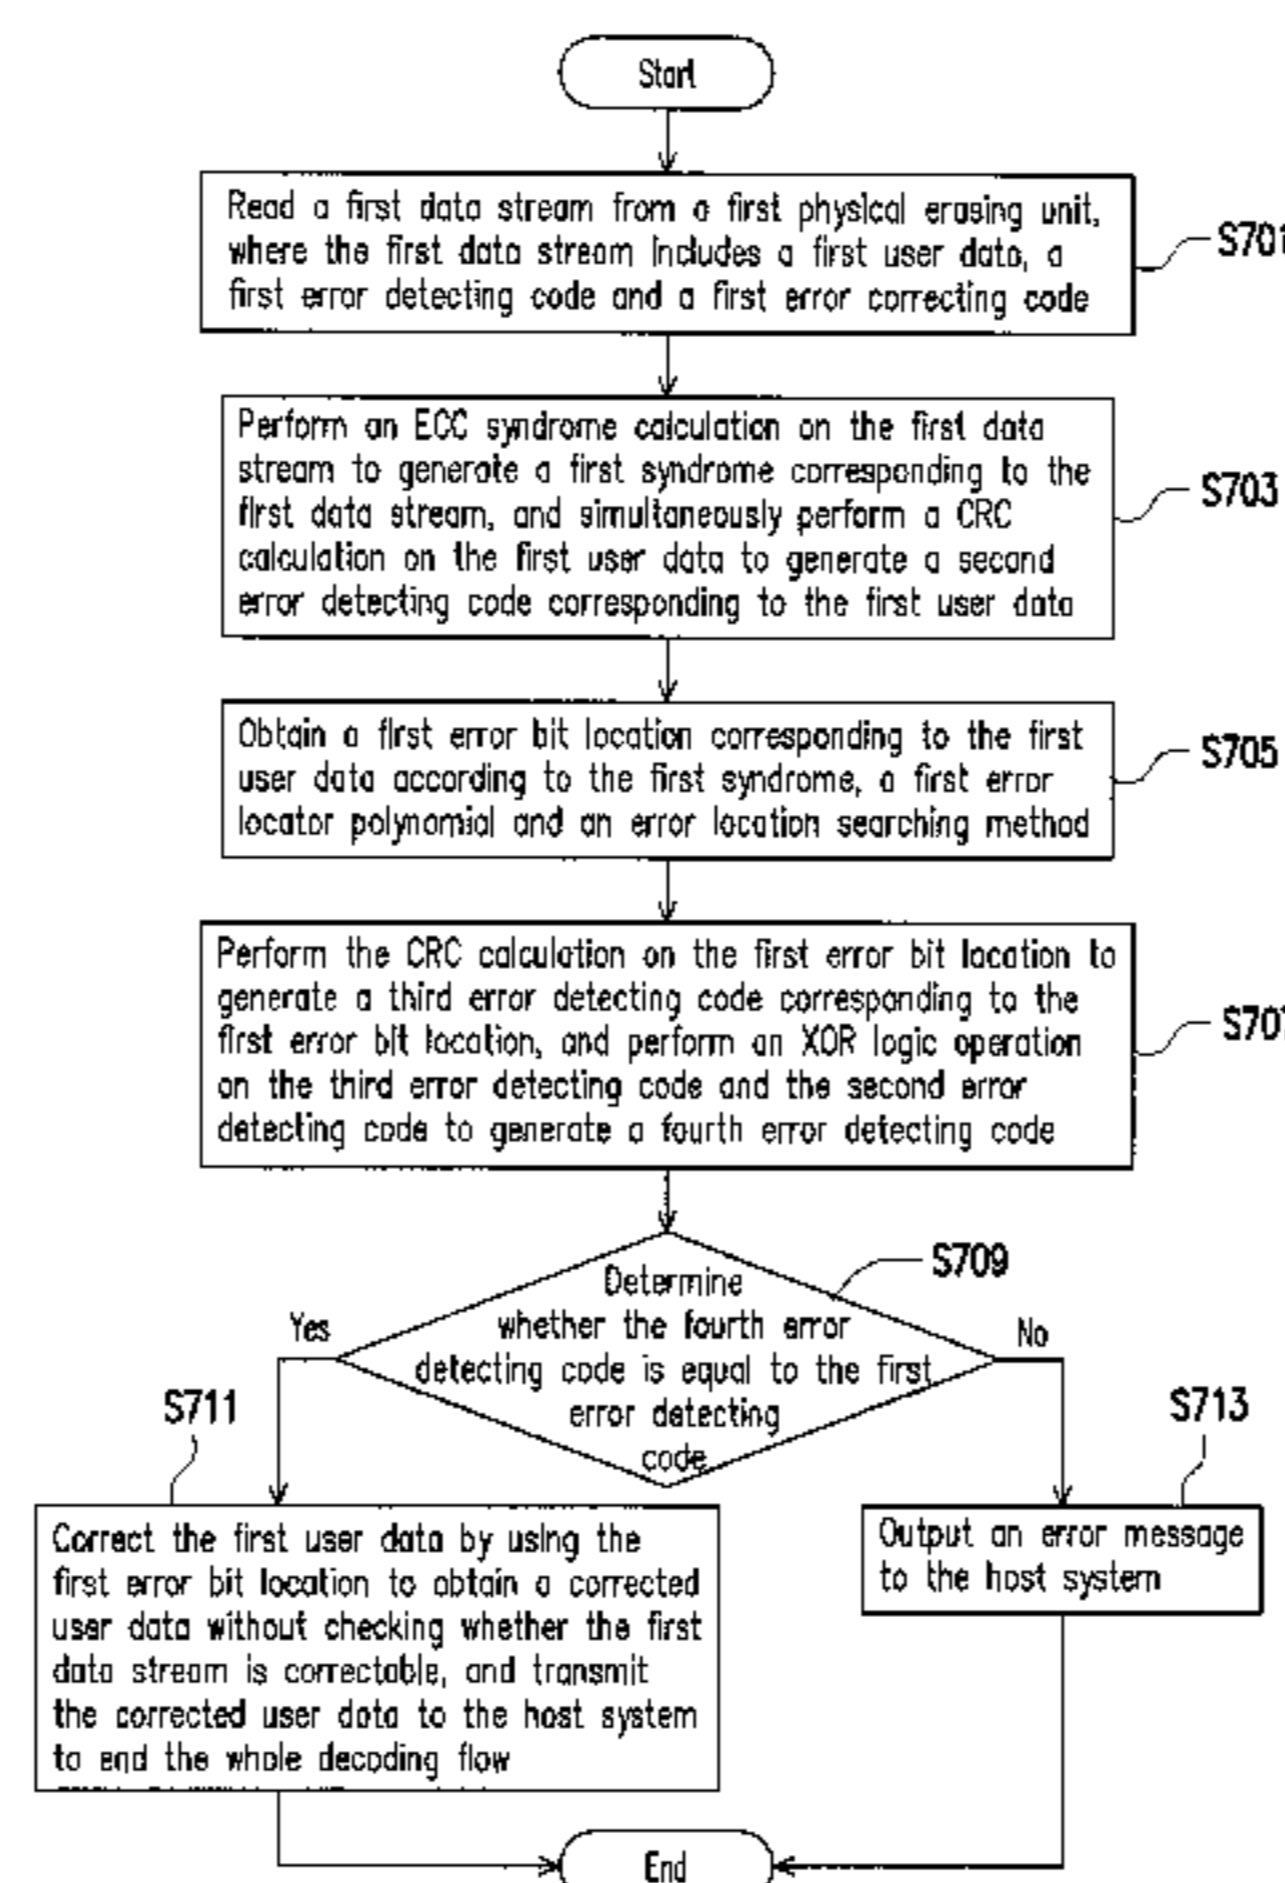 Start
Read a first data stream from a first physical erasing unit,
where the first data stream includes a first user data, a
first error detecting code and a first error correcting code
S701
Perform an ECC syndrome calculation on the first data
stream to generate a first syndrome corresponding to the
first data stream, and simultaneously perform a CRC
calculation on the first user data to generate a second
error detecting code corresponding to the first user data
S703
Obtain a first error bit location corresponding to the first
user data according to the first syndrome, a first error
locator polynomial and an error location searching method
S705
Perform the CRC calculation on the first error bit location to
generate a third error detecting code corresponding to the
first error bit location, and perform an XOR logic operation
on the third error detecting code and the second error
detecting code to generate a fourth error detecting code
S707
Determine
whether the fourth error
detecting code is equal to the first
error detecting
code
S709
Yes
No
S711
Correct the first user data by using the
first error bit location to obtain a corrected
user data without checking whether the first
data stream is correctable, and transmit
the corrected user data to the host system
to end the whole decoding flow
S713
Output an error message
to the host system
End